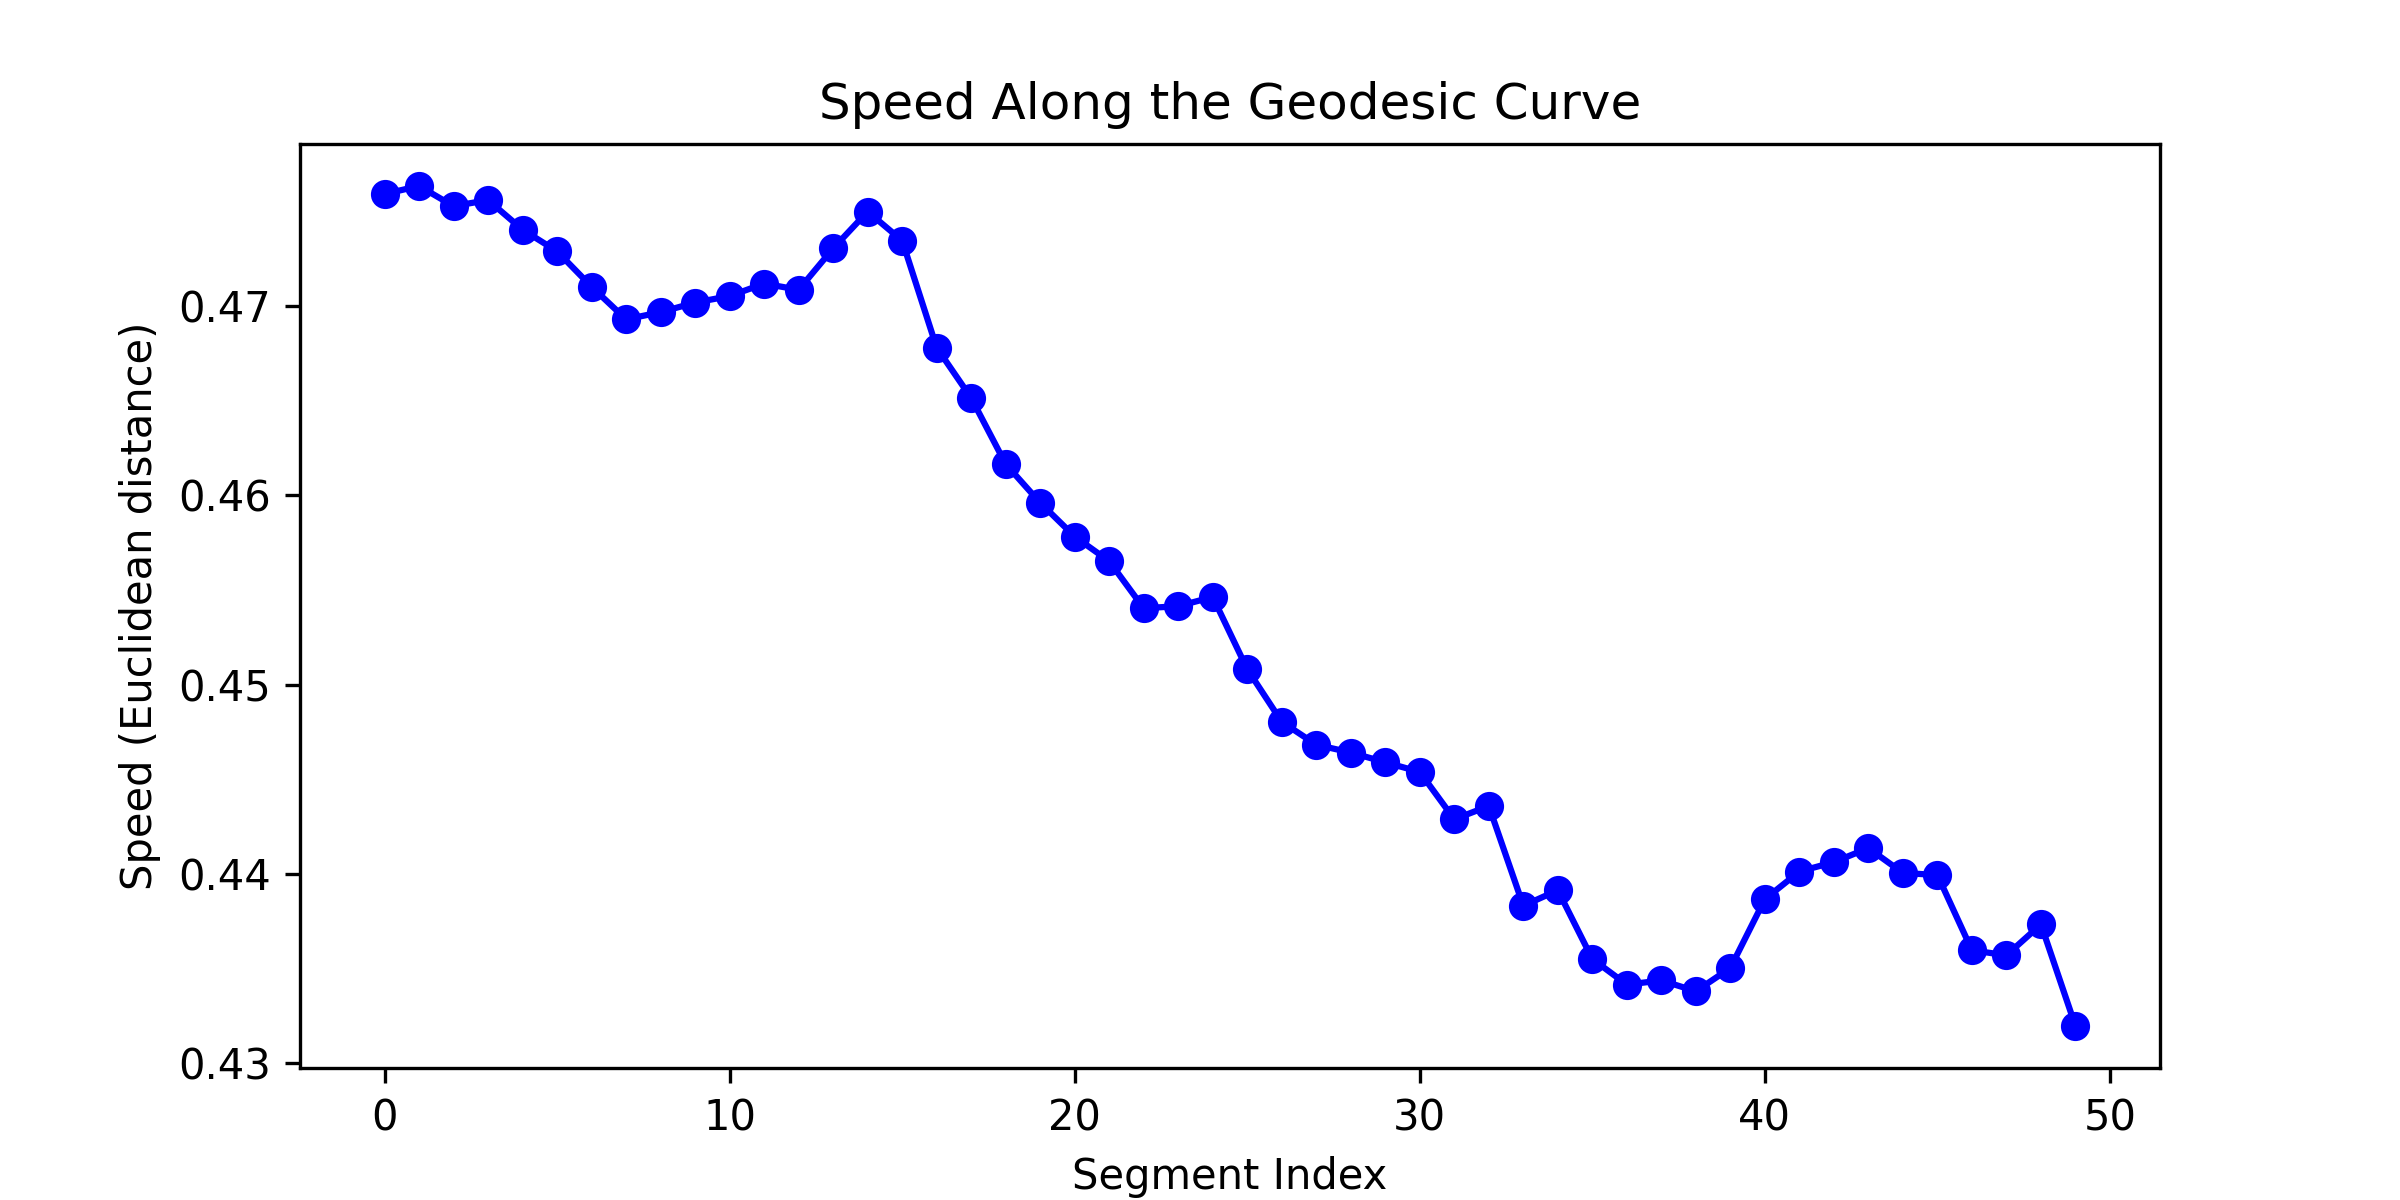 Speed Along the Geodesic Curve
Speed (Euclidean distance)
0.47
0.46
0.45
0.44
0.43
0 10 20 30 40 50
Segment Index